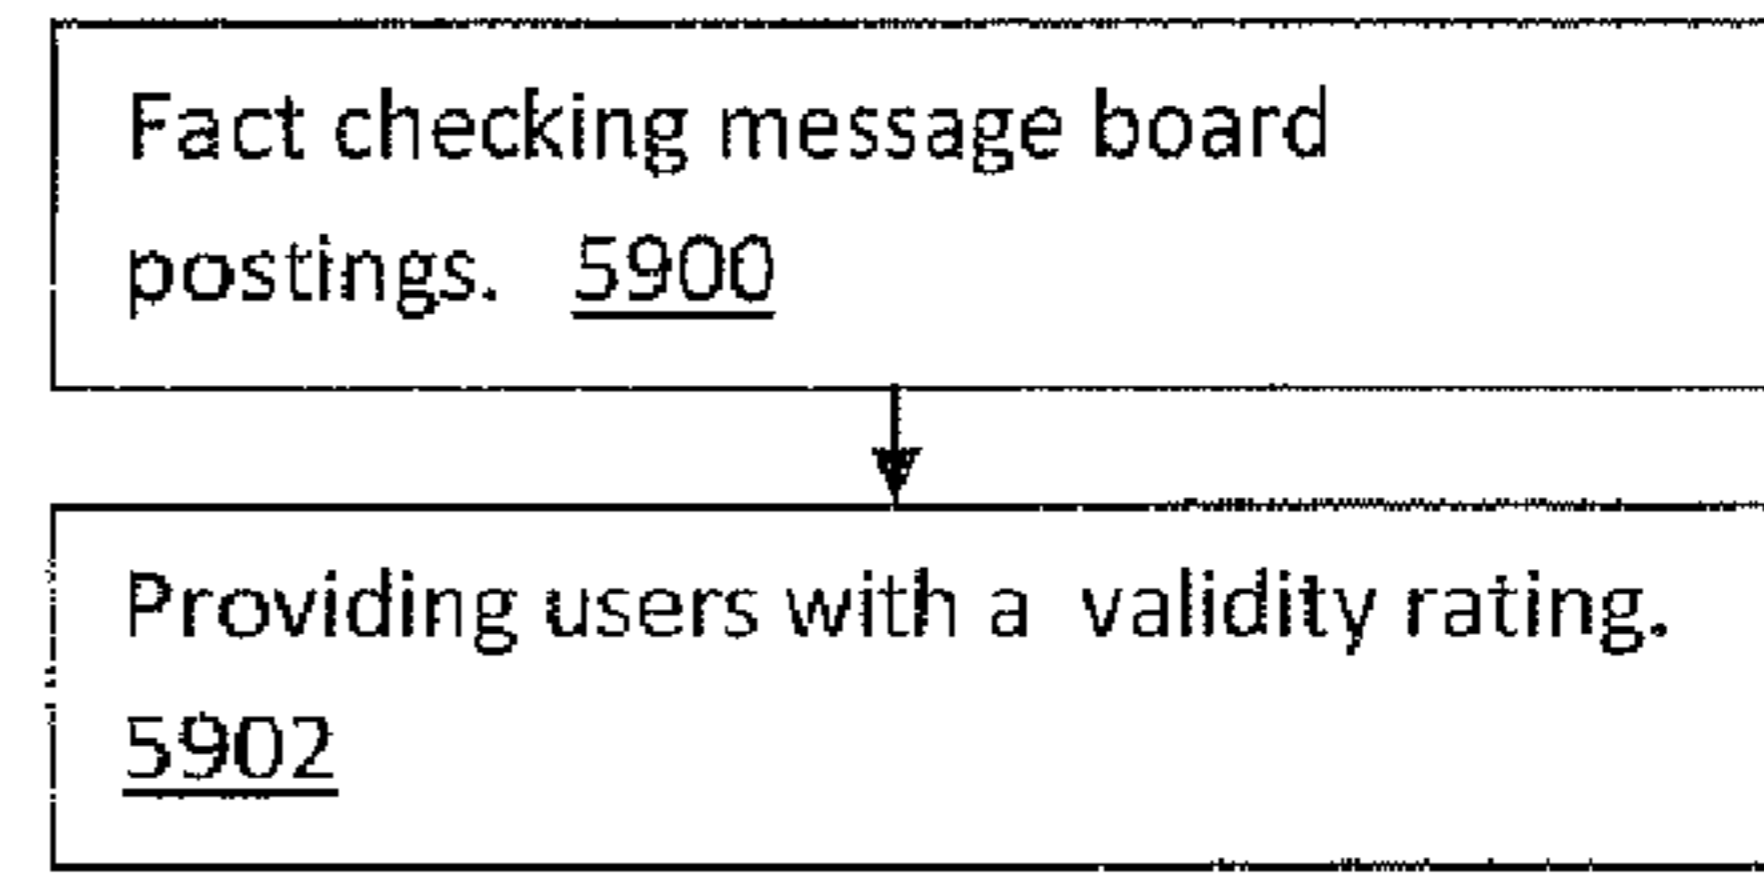 Fact checking message board
postings. 5900
Providing users with a validity rating.
5902